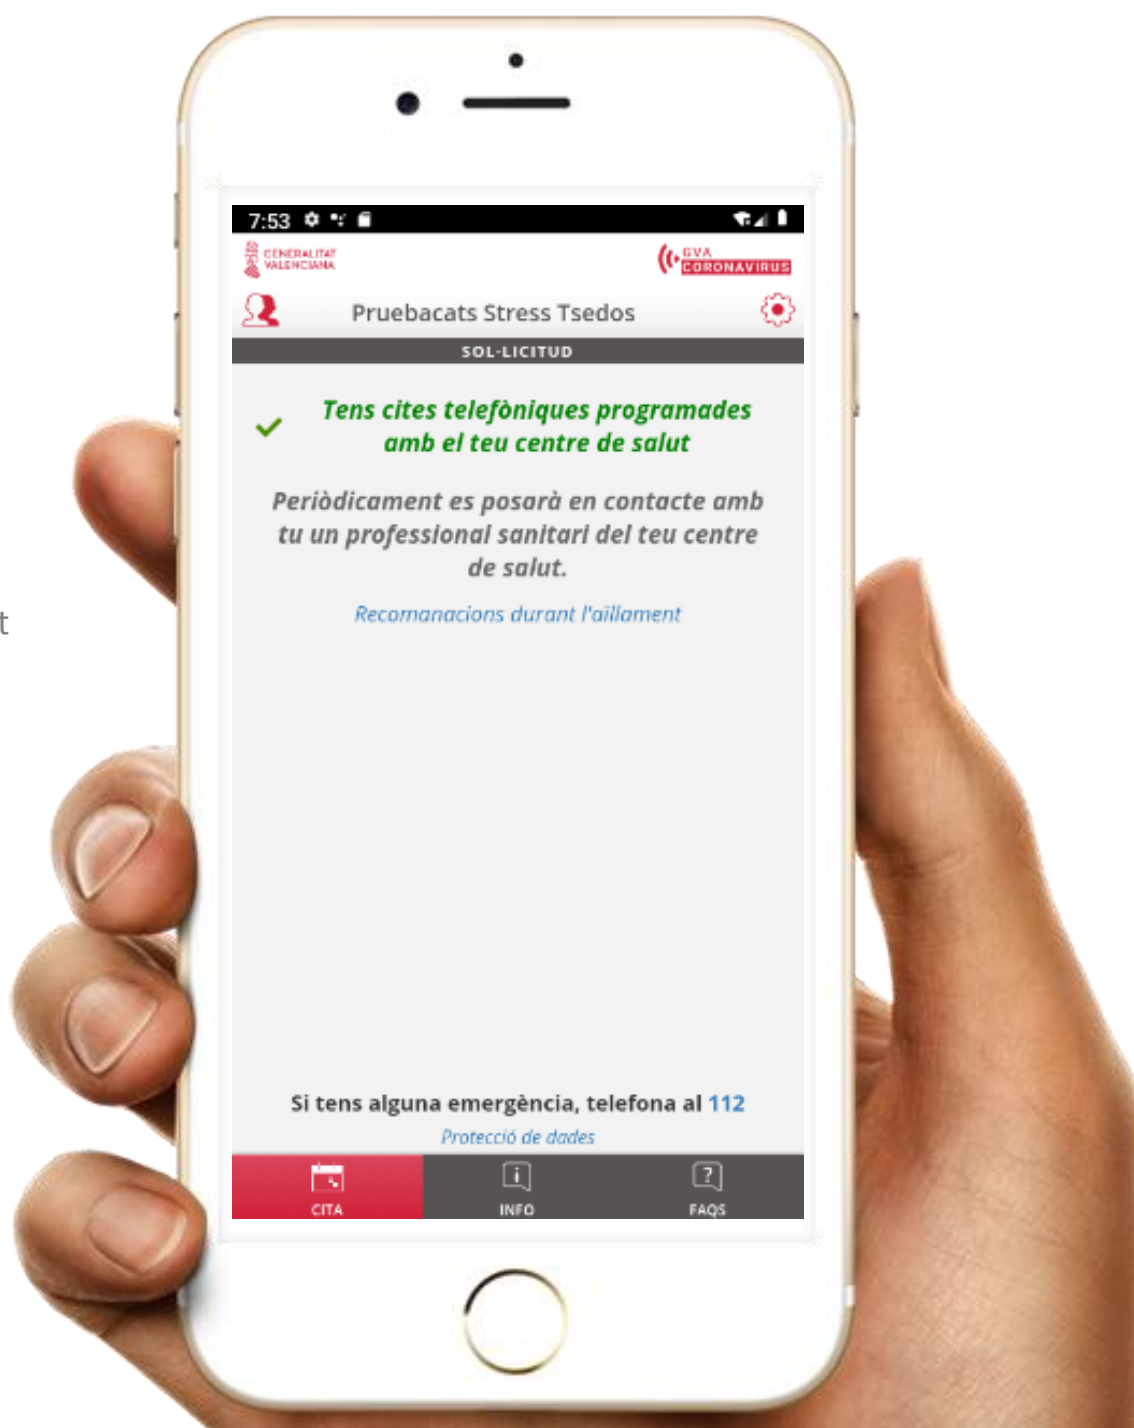 7:53
GENERALITAT
VALENCIANA
GVA
CORONAVIRUS
Pruebacats Stress Tsedos
SOL·LICITUD
Tens cites telefòniques programades
amb el teu centre de salut
Periòdicament es posarà en contacte amb
tu un professional sanitari del teu centre
de salut.
t
Recomanacions durant l'aïllament
Si tens alguna emergència, telefona al 112
Protecció de dades
CITA
INFO
FAQS